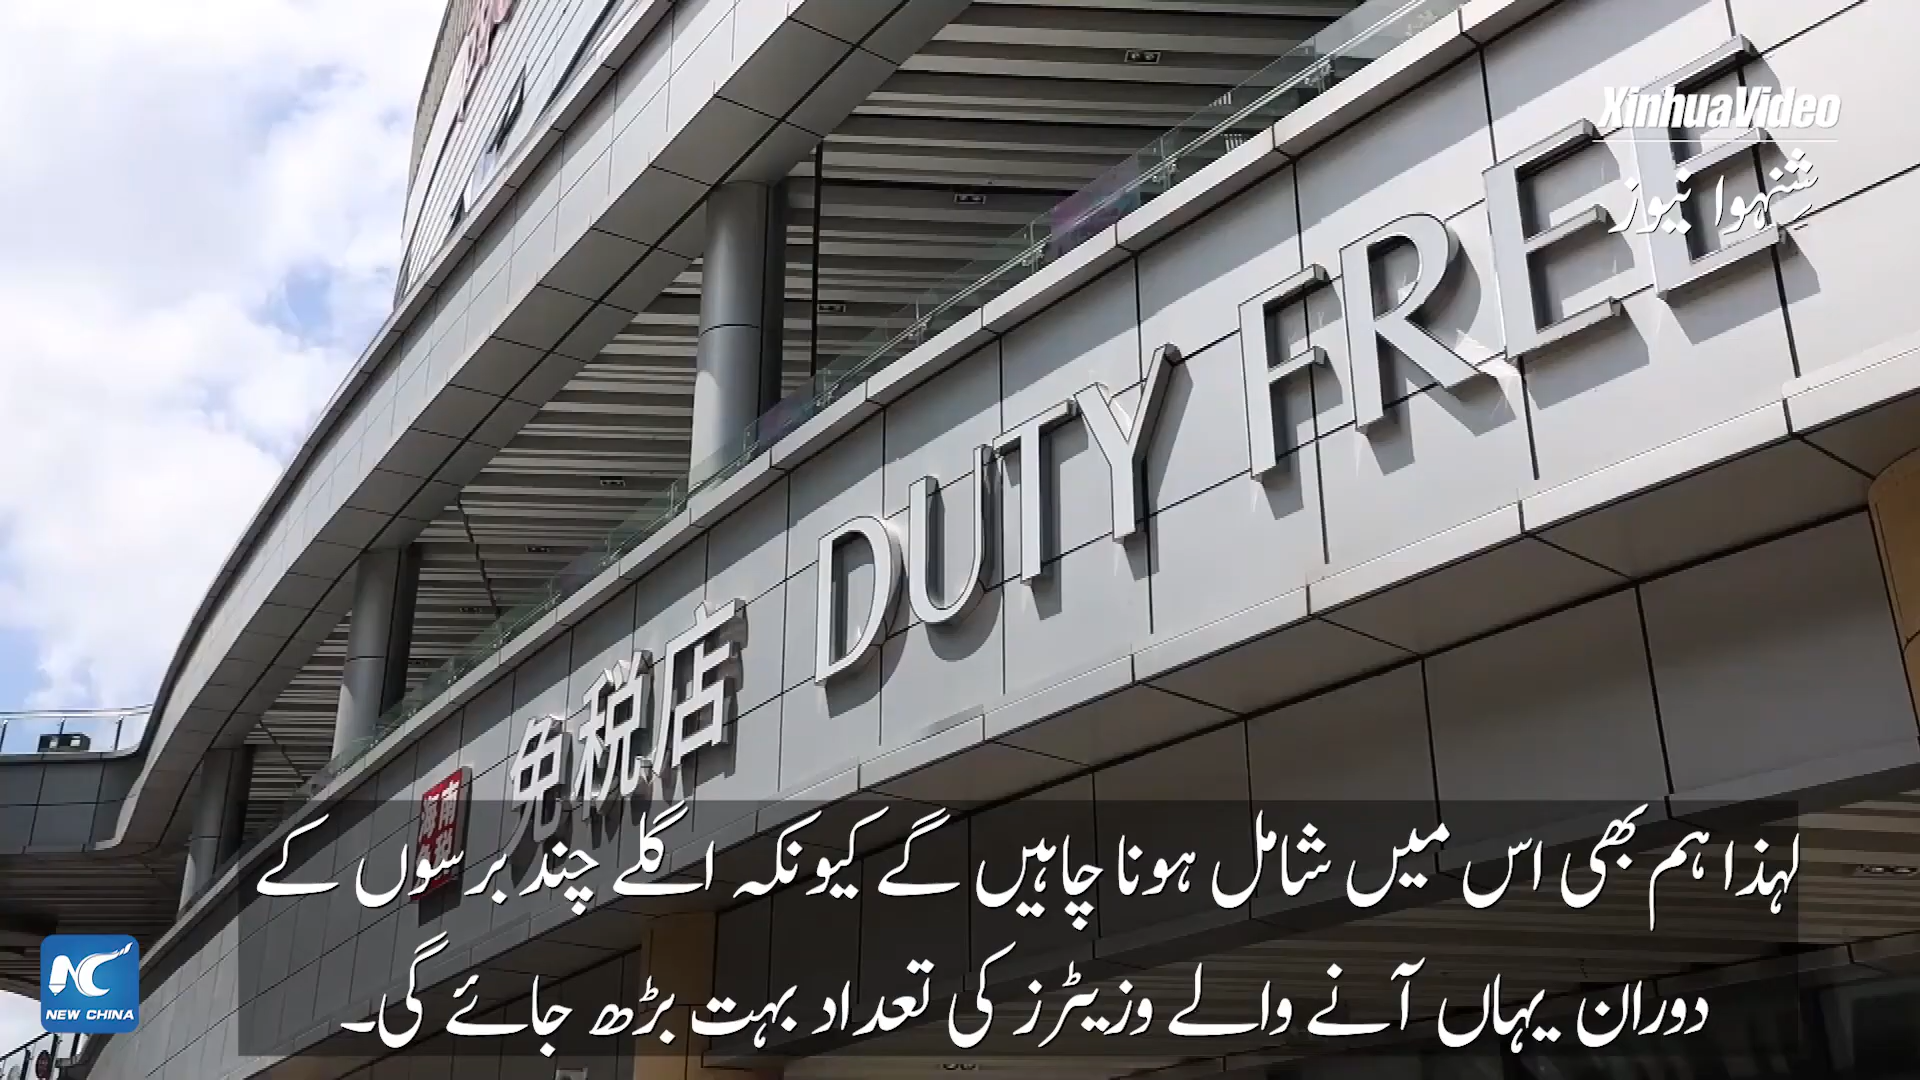 XinhuaVideo
شِنہوا نیوز
DUTY FREE
免税店
海南
免税
لہذا ہم بھی اس میں شامل ہونا چاہیں گے کیونکہ اگلے چند برسوں کے
دوران یہاں آنے والے وزیٹرز کی تعداد بہت بڑھ جائے گی۔
NEW CHINA